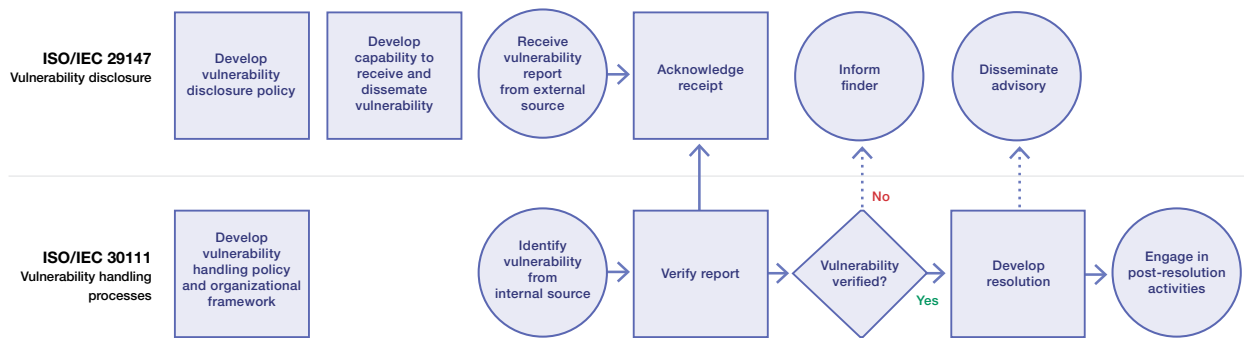 ISO/IEC 29147
Vulnerability disclosure
Develop
vulnerability
disclosure policy
Develop
capability to
receive and
dissemate
vulnerability
Receive
vulnerability
report
from external
source
Acknowledge
receipt
Inform
finder
Disseminate
advisory
No
ISO/IEC 30111
Vulnerability handling
processes
Develop
vulnerability
handling policy
and organizational
framework
Identify
vulnerability
from
internal source
Verify report
Vulnerability
verified?
Yes
Develop
resolution
Engage in
post-resolution
activities